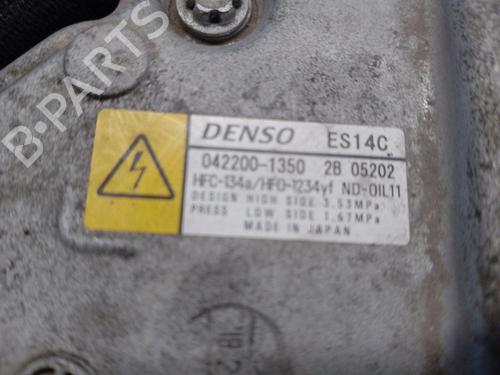 DENSO ES14C
042200-1350 2B 05202
HFC-134a/HFO-1234yf ND-OIL11
DESIGN HIGH SIDE 3.53MPa
PRESS LOW SIDE 1.67MPa
MADE IN JAPAN
B-PARTS